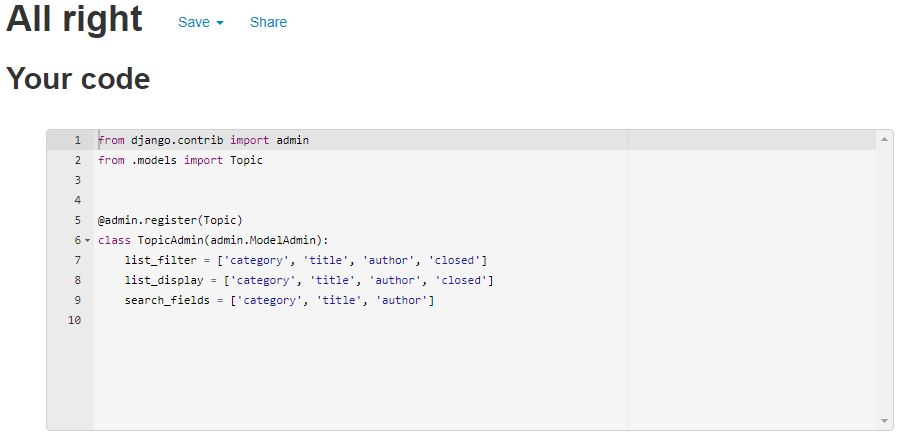 All right Save Share
Your code
1 from django.contrib import admin
2 from .models import Topic
3
4
5 @admin.register(Topic)
6 class TopicAdmin(admin.ModelAdmin):
7     list_filter = ['category', 'title', 'author', 'closed']
8     list_display = ['category', 'title', 'author', 'closed']
9     search_fields = ['category', 'title', 'author']
10